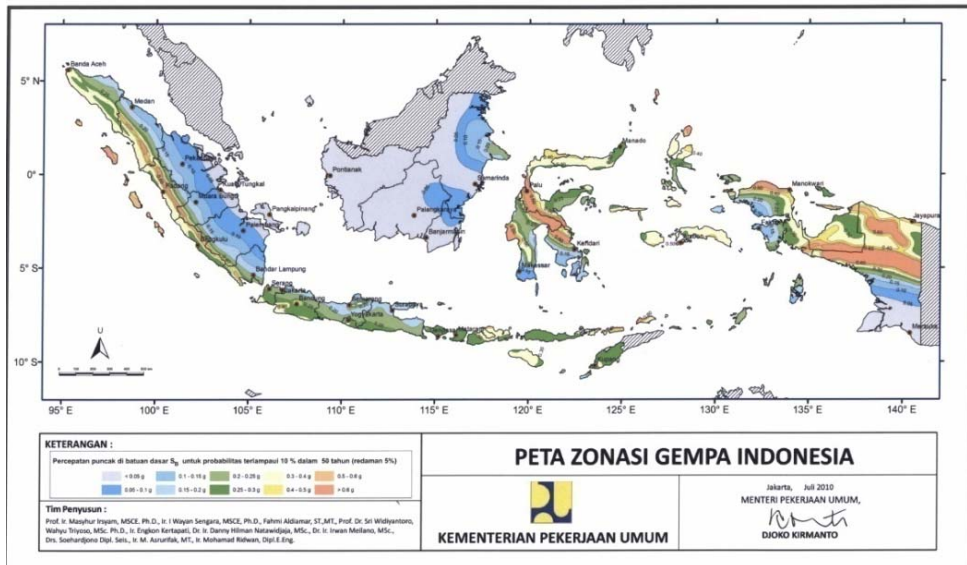 5° N
0°
5° S
10° S
Banda Aceh
Medan
Padang
Kuala Tungkal
Muara Bungo
Pangkalpinang
Palembang
Bengkulu
Bandar Lampung
Serang
Bandung
Semarang
Yogyakarta
Surabaya
Mataram
Kupang
Pontianak
Samarinda
Banjarmasin
Manado
Palu
Kendari
Makassar
Manokwari
Jayapura
Merauke
U
95° E
100° E
105° E
110° E
115° E
120° E
125° E
130° E
135° E
140° E
KETERANGAN :
Percepatan puncak di batuan dasar SB untuk probabilitas terlampaui 10 % dalam 50 tahun (redaman 5%)
< 0.05 g 0.1 - 0.15 g 0.2 - 0.25 g 0.3 - 0.4 g 0.5 - 0.6 g
0.05 - 0.1 g 0.15 - 0.2 g 0.25 - 0.3 g 0.4 - 0.5 g > 0.6 g
Tim Penyusun :
Prof. Ir. Masyhur Irsyam, MSCE. Ph.D., Ir. I Wayan Sengara, MSCE, Ph.D., Fahmi Aldiamar, ST.,MT., Prof. Dr. Sri Widiyantoro,
Wahyu Triyoso, MSc. Ph.D., Ir. Engkon Kertapati, Dr. Ir. Danny Hilman Natawidjaja, MSc., Dr. Ir. Irwan Meilano, MSc.,
Drs. Soehardjono Dipl. Seis., Ir. M. Asrurifak, MT., Ir. Mohamad Ridwan, Dipl.E.Eng.
PETA ZONASI GEMPA INDONESIA
KEMENTERIAN PEKERJAAN UMUM
Jakarta, Juli 2010
MENTERI PEKERJAAN UMUM,
DJOKO KIRMANTO